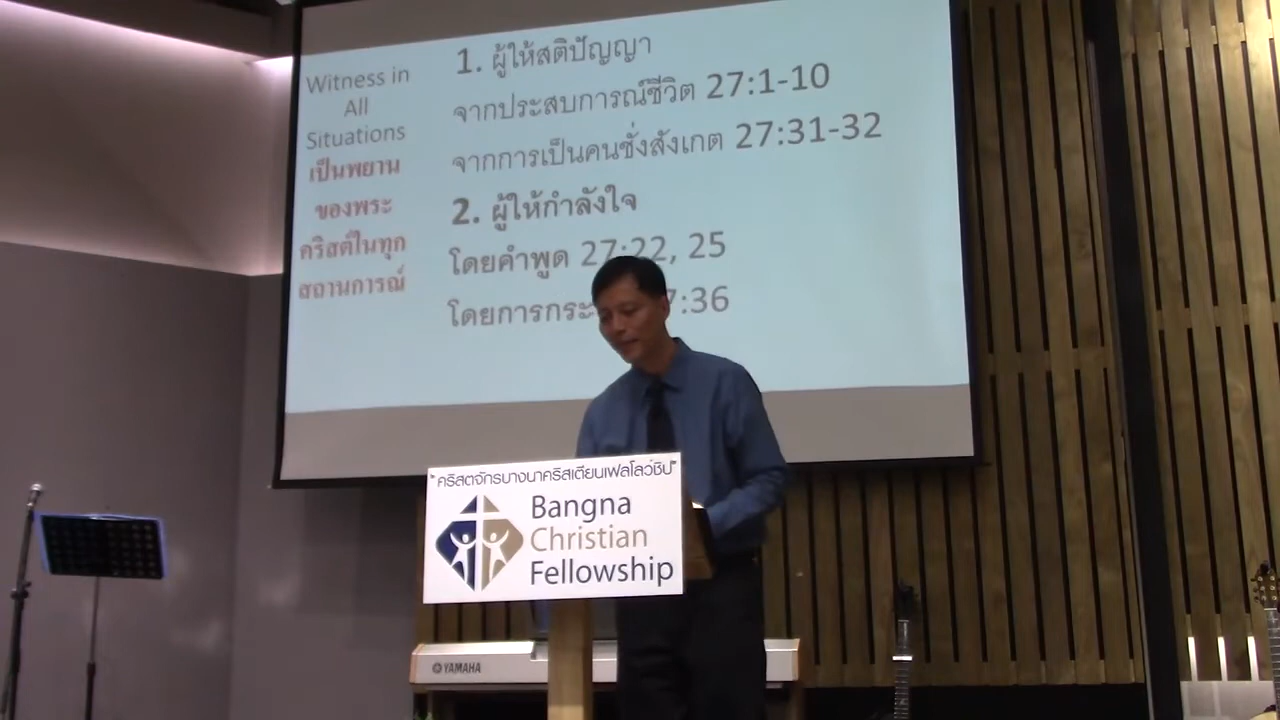 Witness in
All
Situations
เป็นพยาน
ของพระ
คริสต์ในทุก
สถานการณ์
1. ผู้ให้สติปัญญา
จากประสบการณ์ชีวิต 27:1-10
จากการเป็นคนชั่งสังเกต 27:31-32
2. ผู้ให้กำลังใจ
โดยคำพูด 27:22, 25
โดยการกระ 7:36
"คริสตจักรบางนาคริสเตียนเฟลโลว์ชิป"
Bangna
Christian
Fellowship
YAMAHA